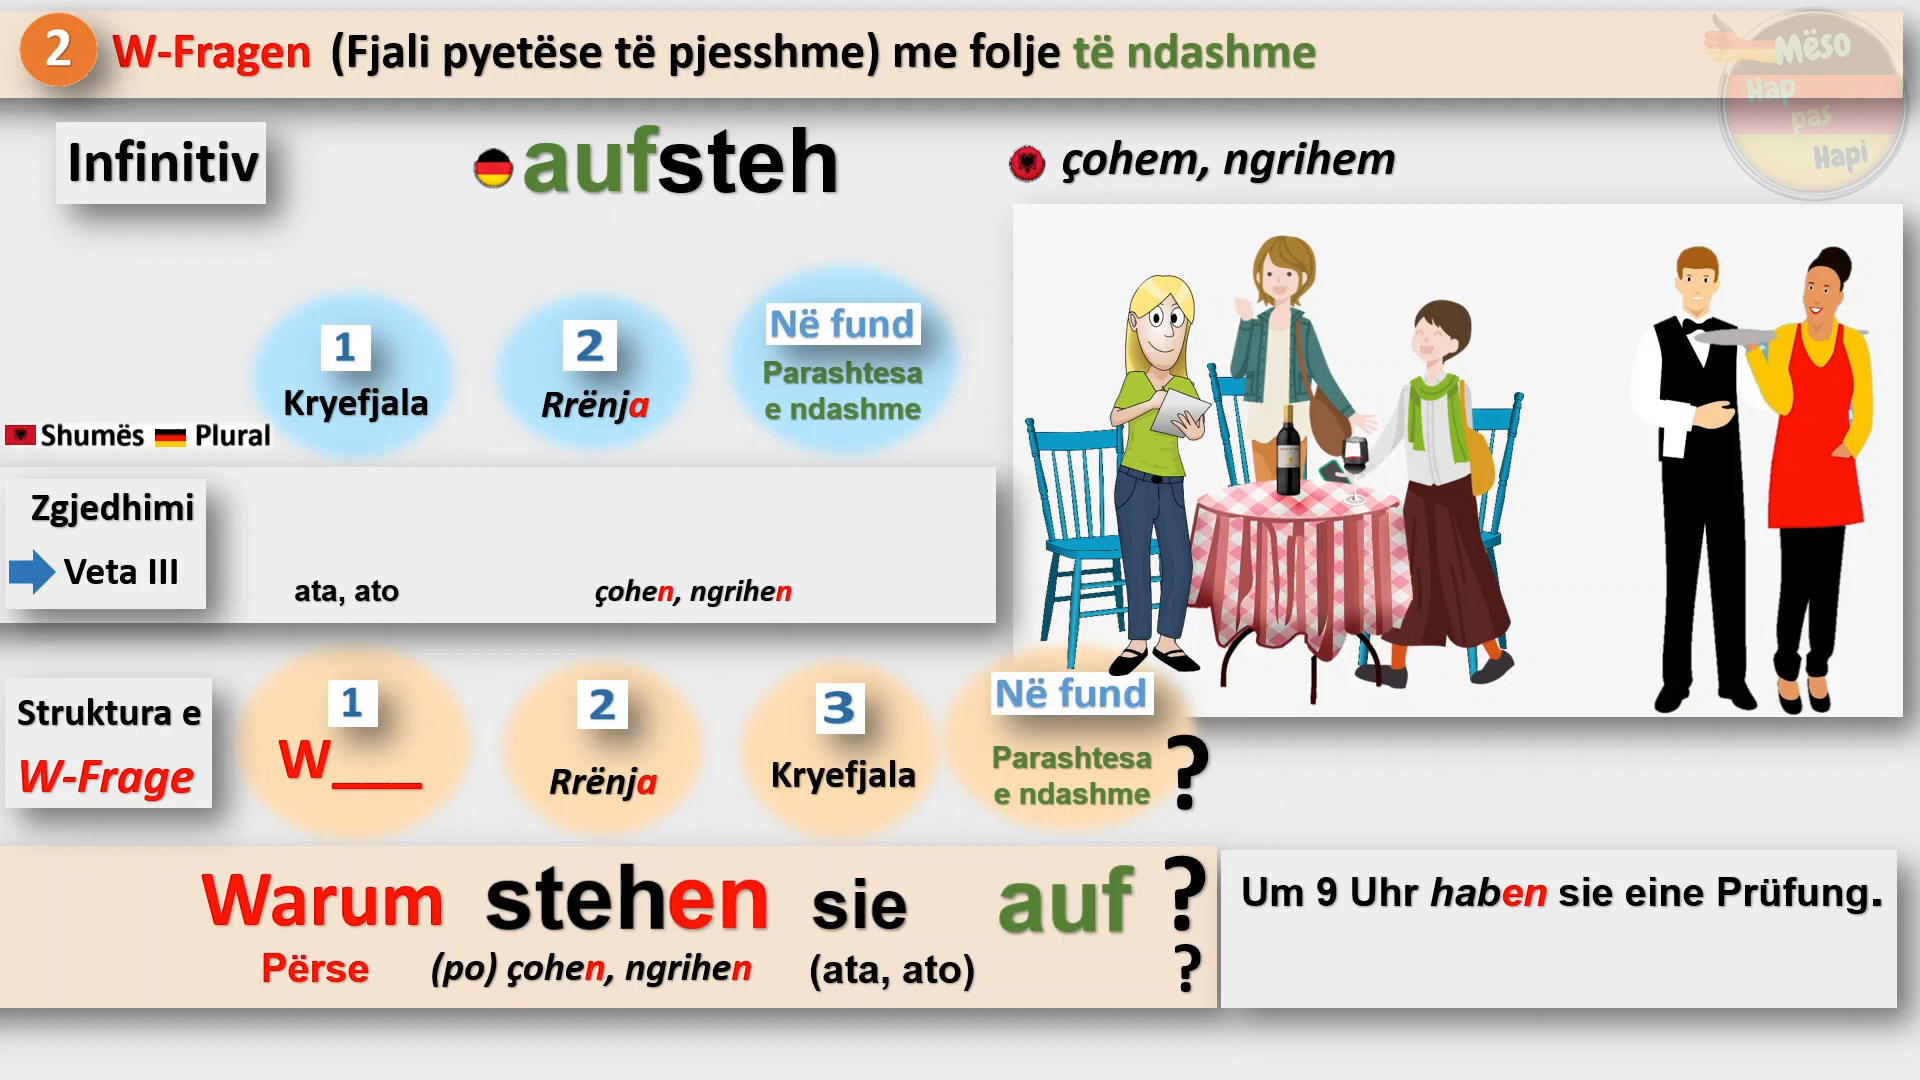 2 W-Fragen (Fjali pyetëse të pjesshme) me folje të ndashme
Mëso
Hap
pas
Hapi
Infinitiv
aufsteh
çohem, ngrihem
1
Kryefjala
2
Rrënja
Në fund
Parashtesa
e ndashme
Shumës Plural
Zgjedhimi
Veta III
ata, ato
çohen, ngrihen
Struktura e
W-Frage
1
W___
2
Rrënja
3
Kryefjala
Në fund
Parashtesa
e ndashme
?
Warum stehen sie auf ?
Përse (po) çohen, ngrihen (ata, ato) ?
Um 9 Uhr haben sie eine Prüfung.